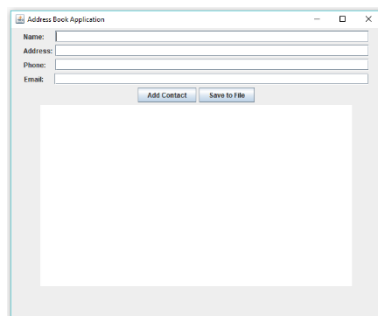 Address Book Application
Name:
Address:
Phone:
Email:
Add Contact Save to File